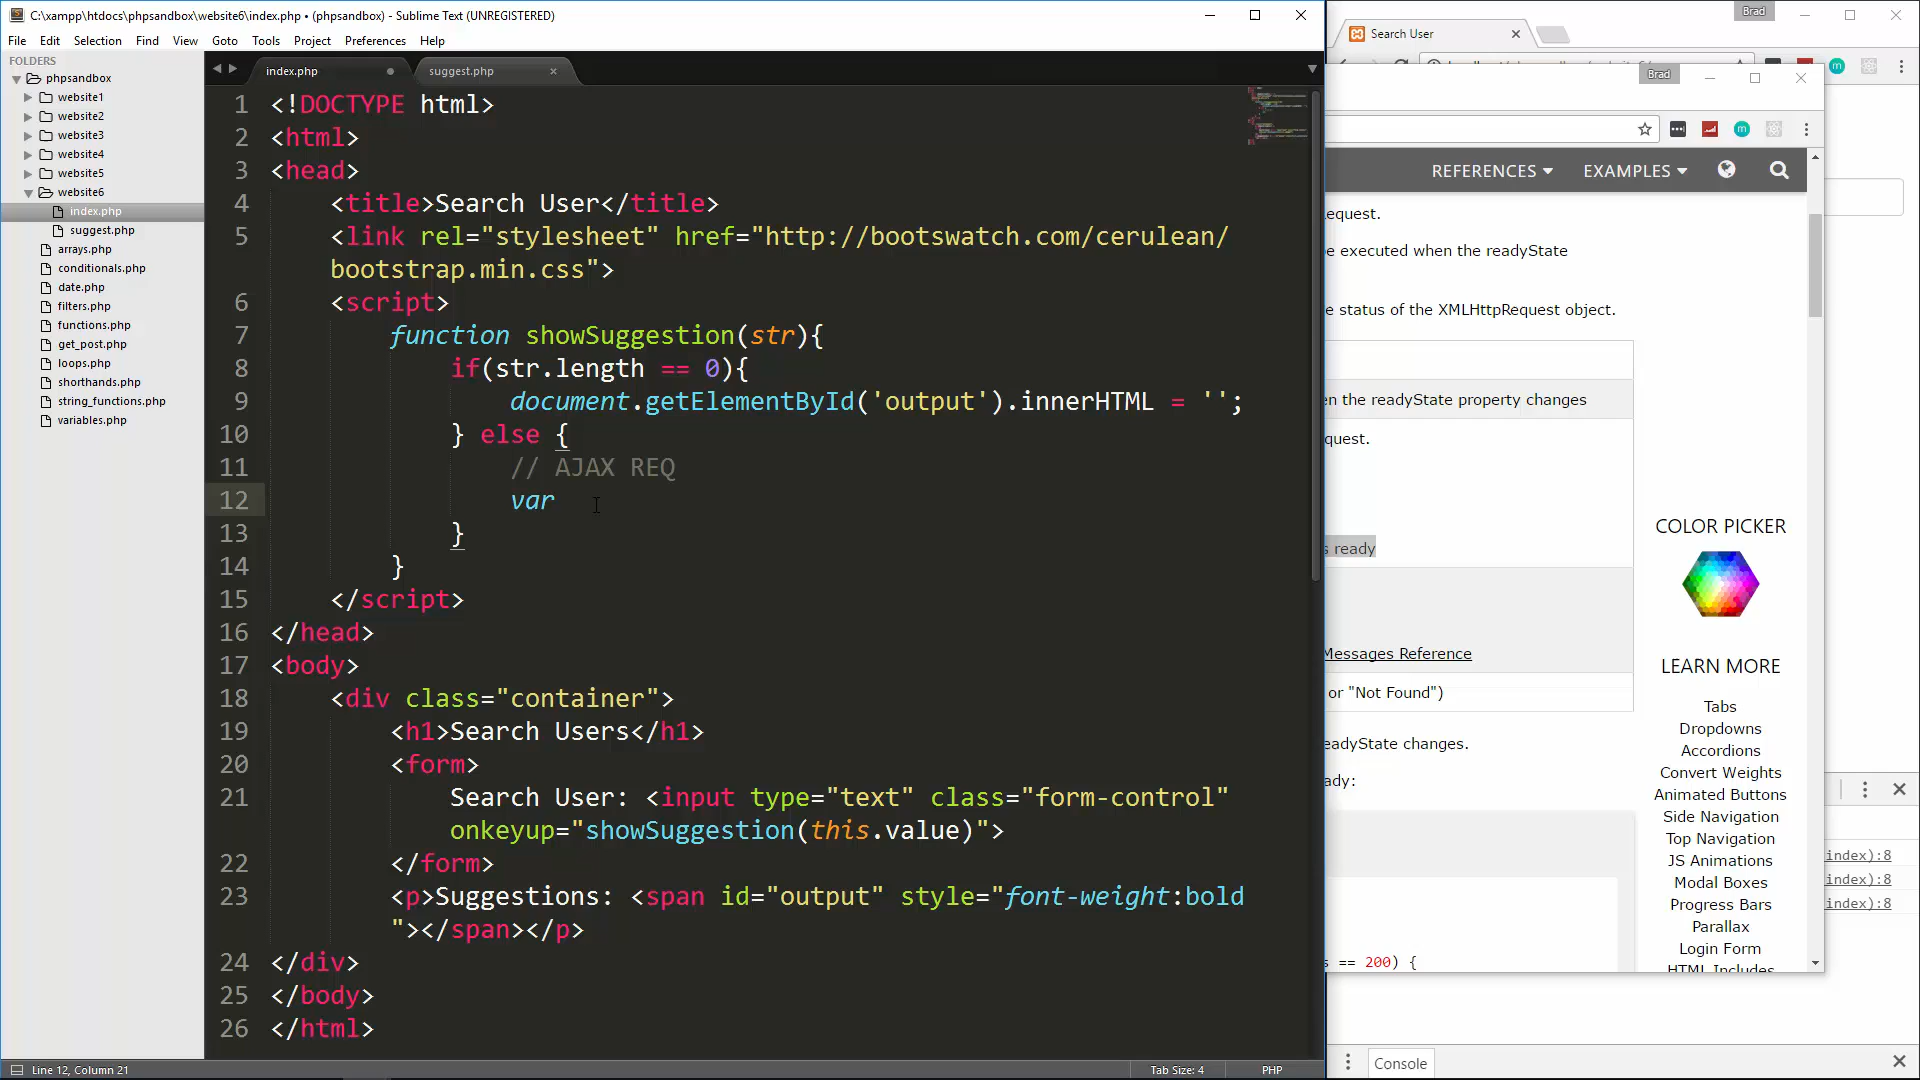 C:\xampp\htdocs\phpsandbox\website6\index.php • (phpsandbox) - Sublime Text (UNREGISTERED)
File Edit Selection Find View Goto Tools Project Preferences Help
FOLDERS
phpsandbox
website1
website2
website3
website4
website5
website6
index.php
suggest.php
arrays.php
conditionals.php
date.php
filters.php
functions.php
get_post.php
loops.php
shorthands.php
string_functions.php
variables.php
index.php
suggest.php
1 <!DOCTYPE html>
2 <html>
3 <head>
4 <title>Search User</title>
5 <link rel="stylesheet" href="http://bootswatch.com/cerulean/
bootstrap.min.css">
6 <script>
7 function showSuggestion(str){
8 if(str.length == 0){
9 document.getElementById('output').innerHTML = '';
10 } else {
11 // AJAX REQ
12 var
13 }
14 }
15 </script>
16 </head>
17 <body>
18 <div class="container">
19 <h1>Search Users</h1>
20 <form>
21 Search User: <input type="text" class="form-control"
onkeyup="showSuggestion(this.value)">
22 </form>
23 <p>Suggestions: <span id="output" style="font-weight:bold
"></span></p>
24 </div>
25 </body>
26 </html>
Line 12, Column 21
Tab Size: 4
PHP
Brad
Search User
Brad
REFERENCES
EXAMPLES
equest.
be executed when the readyState
e status of the XMLHttpRequest object.
en the readyState property changes
quest.
s ready
Messages Reference
or "Not Found")
eadyState changes.
ady:
s == 200) {
COLOR PICKER
LEARN MORE
Tabs
Dropdowns
Accordions
Convert Weights
Animated Buttons
Side Navigation
Top Navigation
JS Animations
Modal Boxes
Progress Bars
Parallax
Login Form
HTML Includes
index):8
index):8
index):8
Console